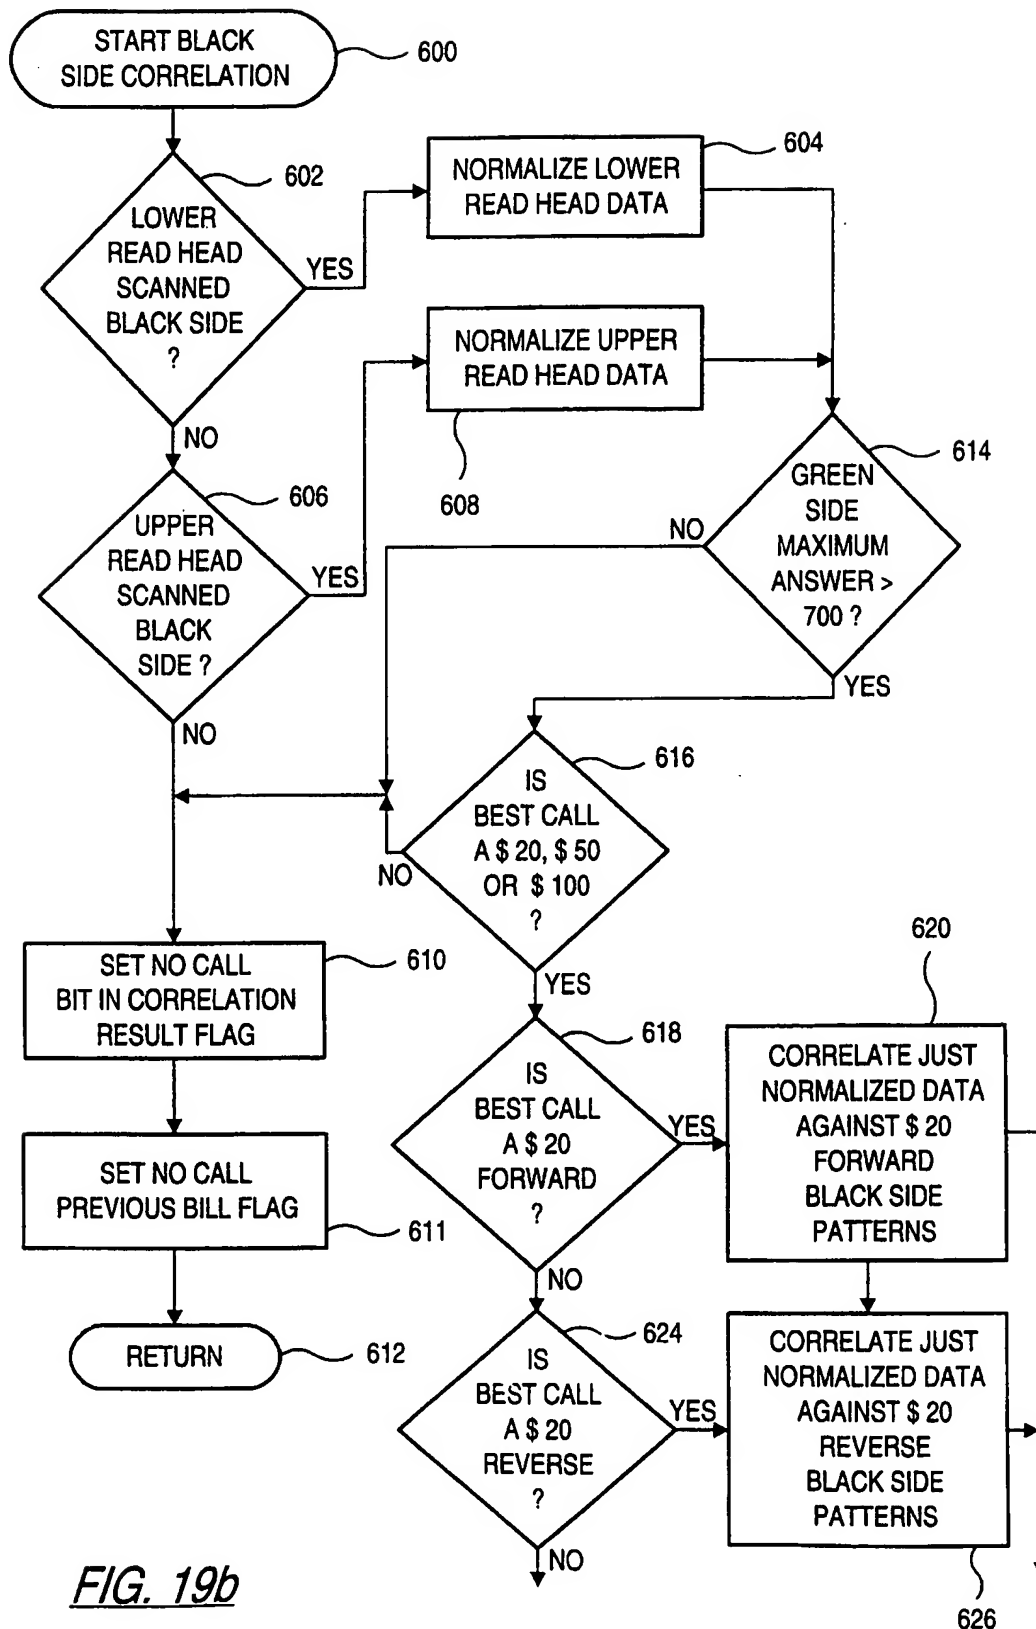 START BLACK
SIDE CORRELATION
600
602
LOWER
READ HEAD
SCANNED
BLACK SIDE
?
YES
NO
NORMALIZE LOWER
READ HEAD DATA
604
606
UPPER
READ HEAD
SCANNED
BLACK
SIDE ?
YES
NO
NORMALIZE UPPER
READ HEAD DATA
608
614
GREEN
SIDE
MAXIMUM
ANSWER >
700 ?
NO
YES
616
IS
BEST CALL
A $ 20, $ 50
OR $ 100
?
NO
YES
SET NO CALL
BIT IN CORRELATION
RESULT FLAG
610
SET NO CALL
PREVIOUS BILL FLAG
611
RETURN
612
618
IS
BEST CALL
A $ 20
FORWARD
?
YES
NO
620
CORRELATE JUST
NORMALIZED DATA
AGAINST $ 20
FORWARD
BLACK SIDE
PATTERNS
624
IS
BEST CALL
A $ 20
REVERSE
?
YES
NO
CORRELATE JUST
NORMALIZED DATA
AGAINST $ 20
REVERSE
BLACK SIDE
PATTERNS
626
FIG. 19b